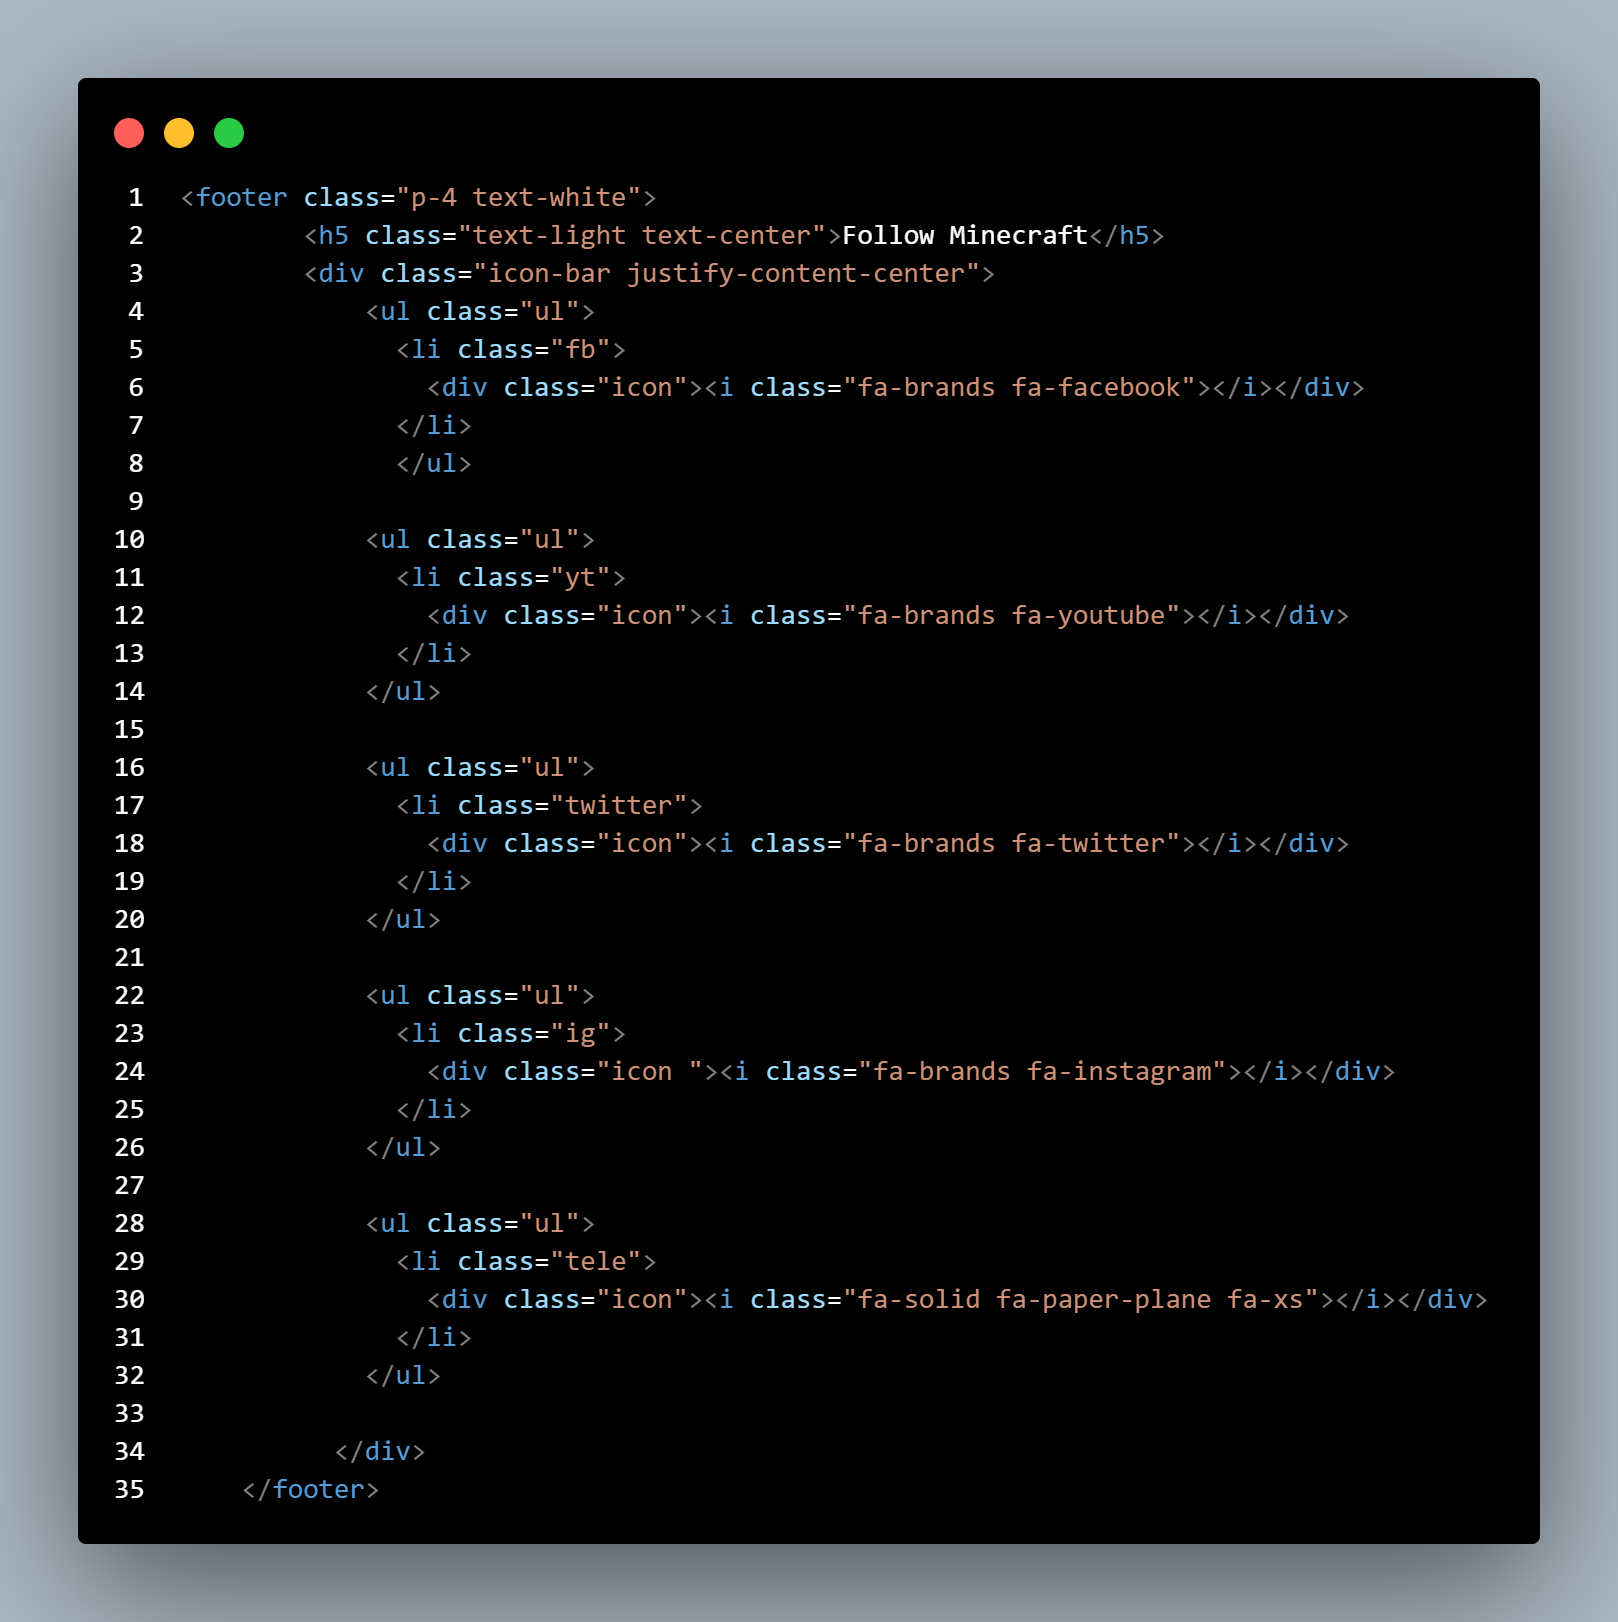 1 <footer class="p-4 text-white">
2         <h5 class="text-light text-center">Follow Minecraft</h5>
3         <div class="icon-bar justify-content-center">
4             <ul class="ul">
5               <li class="fb">
6                 <div class="icon"><i class="fa-brands fa-facebook"></i></div>
7               </li>
8               </ul>
9
10             <ul class="ul">
11               <li class="yt">
12                 <div class="icon"><i class="fa-brands fa-youtube"></i></div>
13               </li>
14             </ul>
15
16             <ul class="ul">
17               <li class="twitter">
18                 <div class="icon"><i class="fa-brands fa-twitter"></i></div>
19               </li>
20             </ul>
21
22             <ul class="ul">
23               <li class="ig">
24                 <div class="icon "><i class="fa-brands fa-instagram"></i></div>
25               </li>
26             </ul>
27
28             <ul class="ul">
29               <li class="tele">
30                 <div class="icon"><i class="fa-solid fa-paper-plane fa-xs"></i></div>
31               </li>
32             </ul>
33
34           </div>
35     </footer>